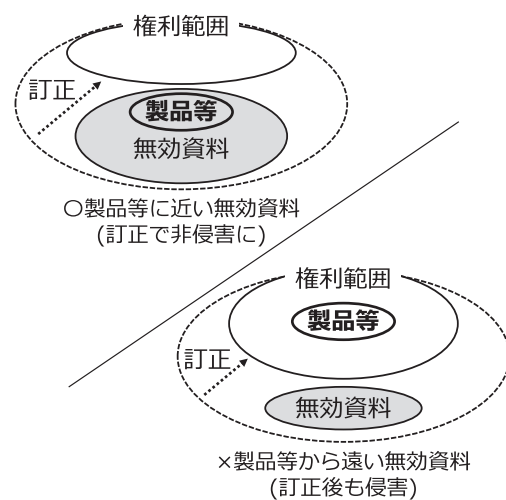 権利範囲
訂正
製品等
無効資料
○製品等に近い無効資料
(訂正で非侵害に)
権利範囲
製品等
訂正
無効資料
×製品等から遠い無効資料
(訂正後も侵害)